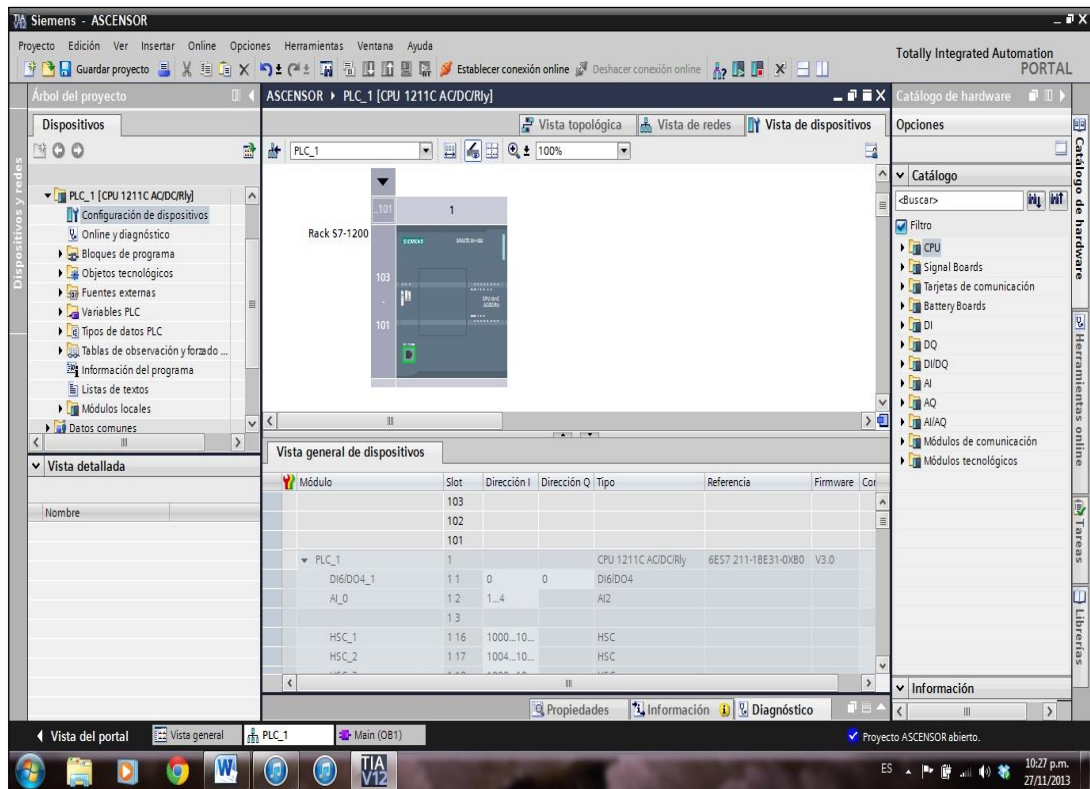 Siemens - ASCENSOR
Proyecto Edición Ver Insertar Online Opciones Herramientas Ventana Ayuda
Totally Integrated Automation
PORTAL
Guardar proyecto
Establecer conexión online
Deshacer conexión online
Árbol del proyecto
ASCENSOR PLC_1 [CPU 1211C AC/DC/Rly]
Catálogo de hardware
Dispositivos
Vista topológica
Vista de redes
Vista de dispositivos
Opciones
PLC_1
100%
Dispositivos y redes
PLC_1 [CPU 1211C AC/DC/Rly]
Configuración de dispositivos
Online y diagnóstico
Bloques de programa
Objetos tecnológicos
Fuentes externas
Variables PLC
Tipos de datos PLC
Tablas de observación y forzado ...
Información del programa
Listas de textos
Módulos locales
Datos comunes
Vista detallada
Nombre
..101
1
Rack S7-1200
SIEMENS
103
-
101
Catálogo
<Buscar>
Filtro
CPU
Signal Boards
Tarjetas de comunicación
Battery Boards
DI
DQ
DI/DQ
AI
AQ
AI/AQ
Módulos de comunicación
Módulos tecnológicos
Información
Catálogo de hardware
Herramientas online
Tareas
Librerías
Vista general de dispositivos
Módulo Slot Dirección I Dirección Q Tipo Referencia Firmware Cor
103
102
101
PLC_1 1 CPU 1211C AC/DC/Rly 6ES7 211-1BE31-0XB0 V3.0
DI6/DO4_1 1 1 0 0 DI6/DO4
AI_0 1 2 1...4 AI2
1 3
HSC_1 1 16 1000...10... HSC
HSC_2 1 17 1004...10... HSC
Propiedades
Información
Diagnóstico
Vista del portal
Vista general
PLC_1
Main (OB1)
Proyecto ASCENSOR abierto.
TIA
V12
ES
10:27 p.m.
27/11/2013